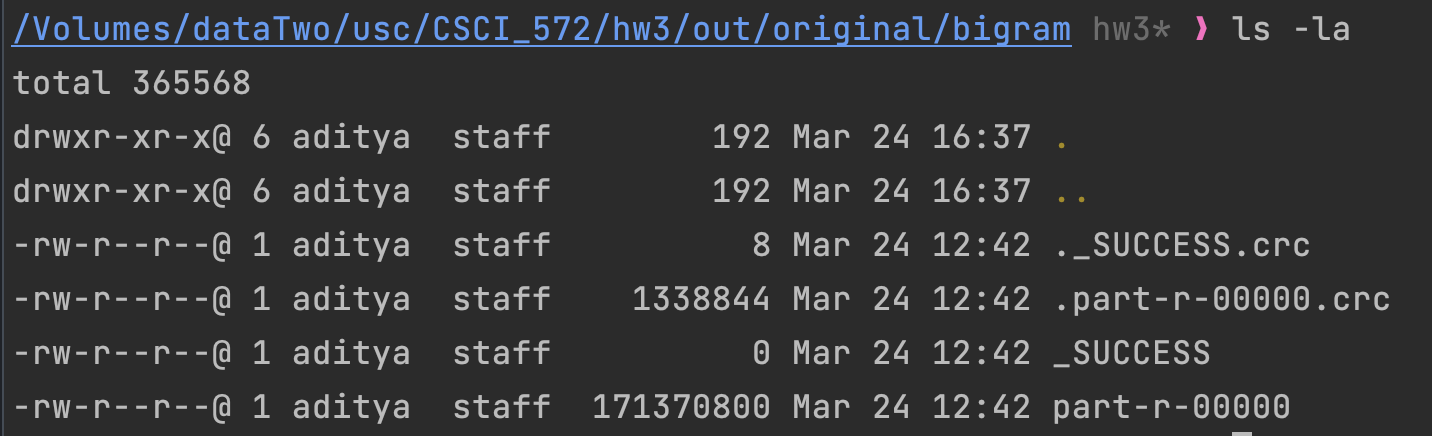 /Volumes/dataTwo/usc/CSCI_572/hw3/out/original/bigram hw3* ❯ ls -la
total 365568
drwxr-xr-x@ 6 aditya  staff        192 Mar 24 16:37 .
drwxr-xr-x@ 6 aditya  staff        192 Mar 24 16:37 ..
-rw-r--r--@ 1 aditya  staff          8 Mar 24 12:42 ._SUCCESS.crc
-rw-r--r--@ 1 aditya  staff    1338844 Mar 24 12:42 .part-r-00000.crc
-rw-r--r--@ 1 aditya  staff          0 Mar 24 12:42 _SUCCESS
-rw-r--r--@ 1 aditya  staff  171370800 Mar 24 12:42 part-r-00000